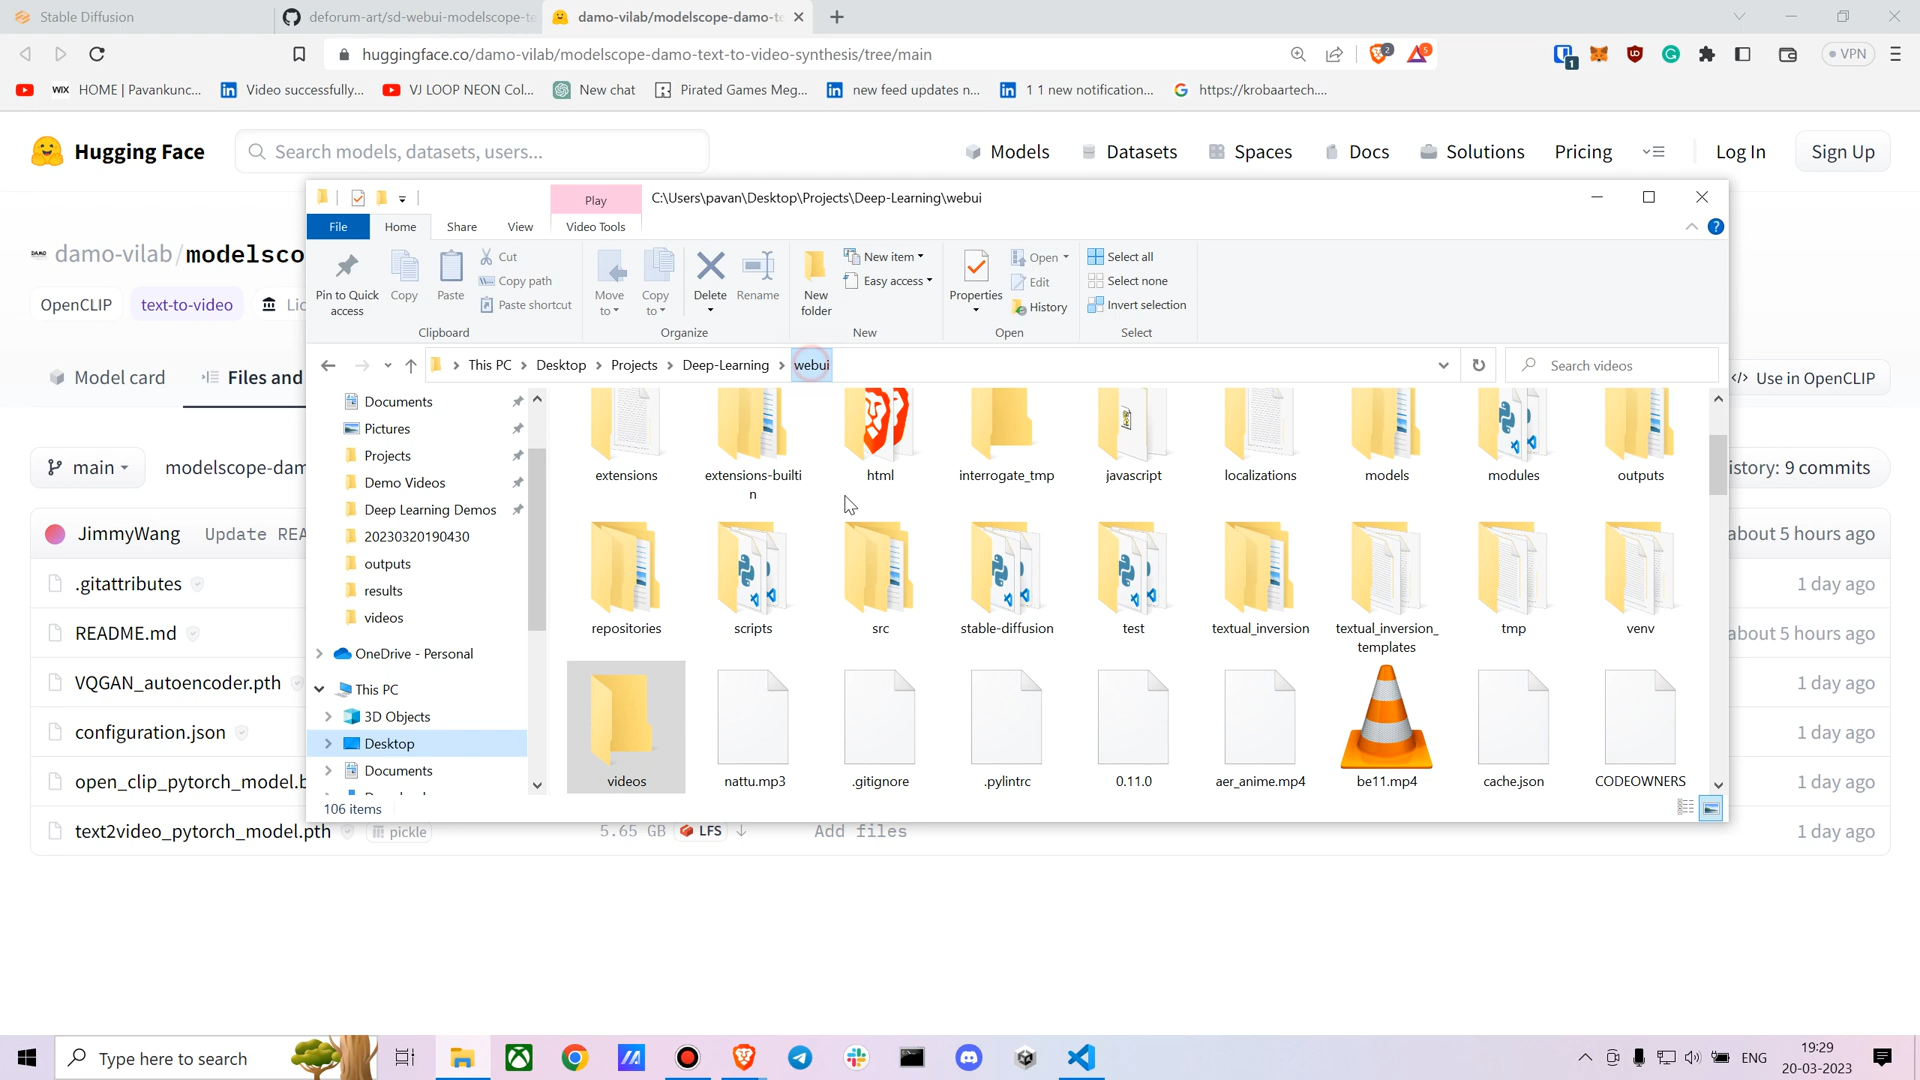 Stable Diffusion
deforum-art/sd-webui-modelscope-te
damo-vilab/modelscope-damo-te
huggingface.co/damo-vilab/modelscope-damo-text-to-video-synthesis/tree/main
2
5
1
VPN
WIX HOME | Pavankunc...
Video successfully...
VJ LOOP NEON Col...
New chat
Pirated Games Meg...
new feed updates n...
1 1 new notification...
https://krobaartech....
Hugging Face
Search models, datasets, users...
Models
Datasets
Spaces
Docs
Solutions
Pricing
Log In
Sign Up
Play
C:\Users\pavan\Desktop\Projects\Deep-Learning\webui
File
Home
Share
View
Video Tools
damo-vilab/modelsco
OpenCLIP
text-to-video
Lic
Model card
Files and
Use in OpenCLIP
Pin to Quick
access
Copy
Paste
Cut
Copy path
Paste shortcut
Clipboard
Move
to
Copy
to
Delete
Rename
Organize
New
folder
New item
Easy access
New
Properties
Open
Edit
History
Open
Select all
Select none
Invert selection
Select
This PC > Desktop > Projects > Deep-Learning > webui
Search videos
Documents
Pictures
Projects
Demo Videos
Deep Learning Demos
20230320190430
outputs
results
videos
OneDrive - Personal
This PC
3D Objects
Desktop
Documents
extensions
extensions-builti
n
html
interrogate_tmp
javascript
localizations
models
modules
outputs
repositories
scripts
src
stable-diffusion
test
textual_inversion
textual_inversion_
templates
tmp
venv
videos
nattu.mp3
.gitignore
.pylintrc
0.11.0
aer_anime.mp4
be11.mp4
cache.json
CODEOWNERS
106 items
main
modelscope-dam
istory: 9 commits
JimmyWang
Update REA
about 5 hours ago
.gitattributes
1 day ago
README.md
about 5 hours ago
VQGAN_autoencoder.pth
1 day ago
configuration.json
1 day ago
open_clip_pytorch_model.b
1 day ago
text2video_pytorch_model.pth
pickle
5.65 GB
LFS
Add files
1 day ago
Type here to search
ENG
19:29
20-03-2023